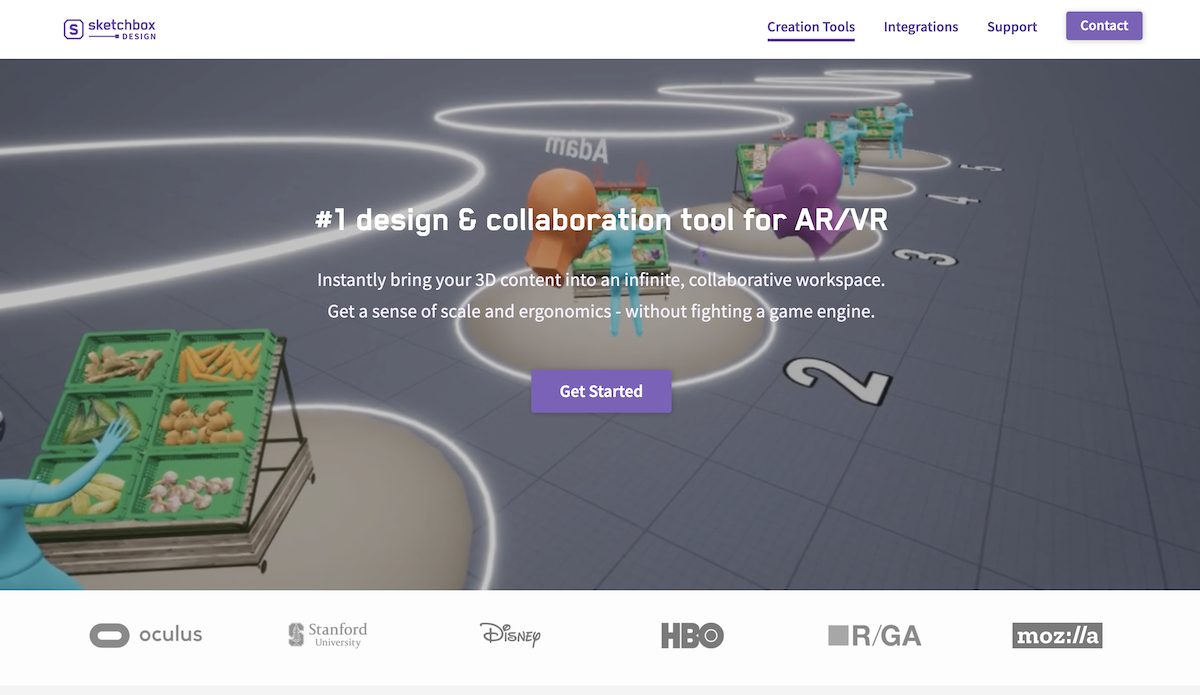 S sketchbox
DESIGN
Creation Tools
Integrations
Support
Contact
Adam
#1 design & collaboration tool for AR/VR
Instantly bring your 3D content into an infinite, collaborative workspace.
Get a sense of scale and ergonomics - without fighting a game engine.
Get Started
5
4
3
2
oculus
Stanford
University
Disney
HBO
R/GA
moz://a